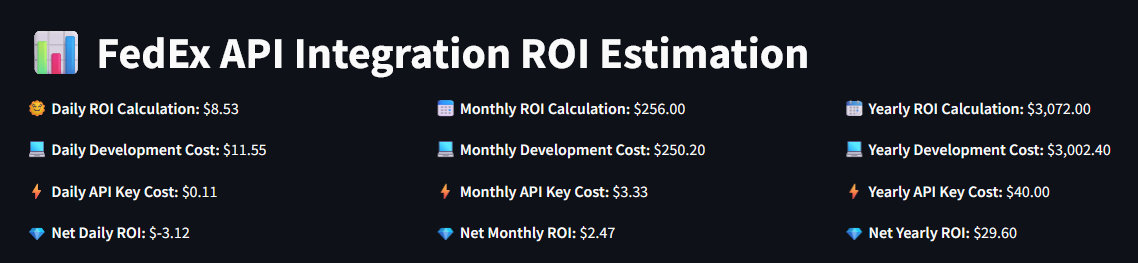 FedEx API Integration ROI Estimation
Daily ROI Calculation: $8.53
Monthly ROI Calculation: $256.00
Yearly ROI Calculation: $3,072.00
Daily Development Cost: $11.55
Monthly Development Cost: $250.20
Yearly Development Cost: $3,002.40
Daily API Key Cost: $0.11
Monthly API Key Cost: $3.33
Yearly API Key Cost: $40.00
Net Daily ROI: $-3.12
Net Monthly ROI: $2.47
Net Yearly ROI: $29.60